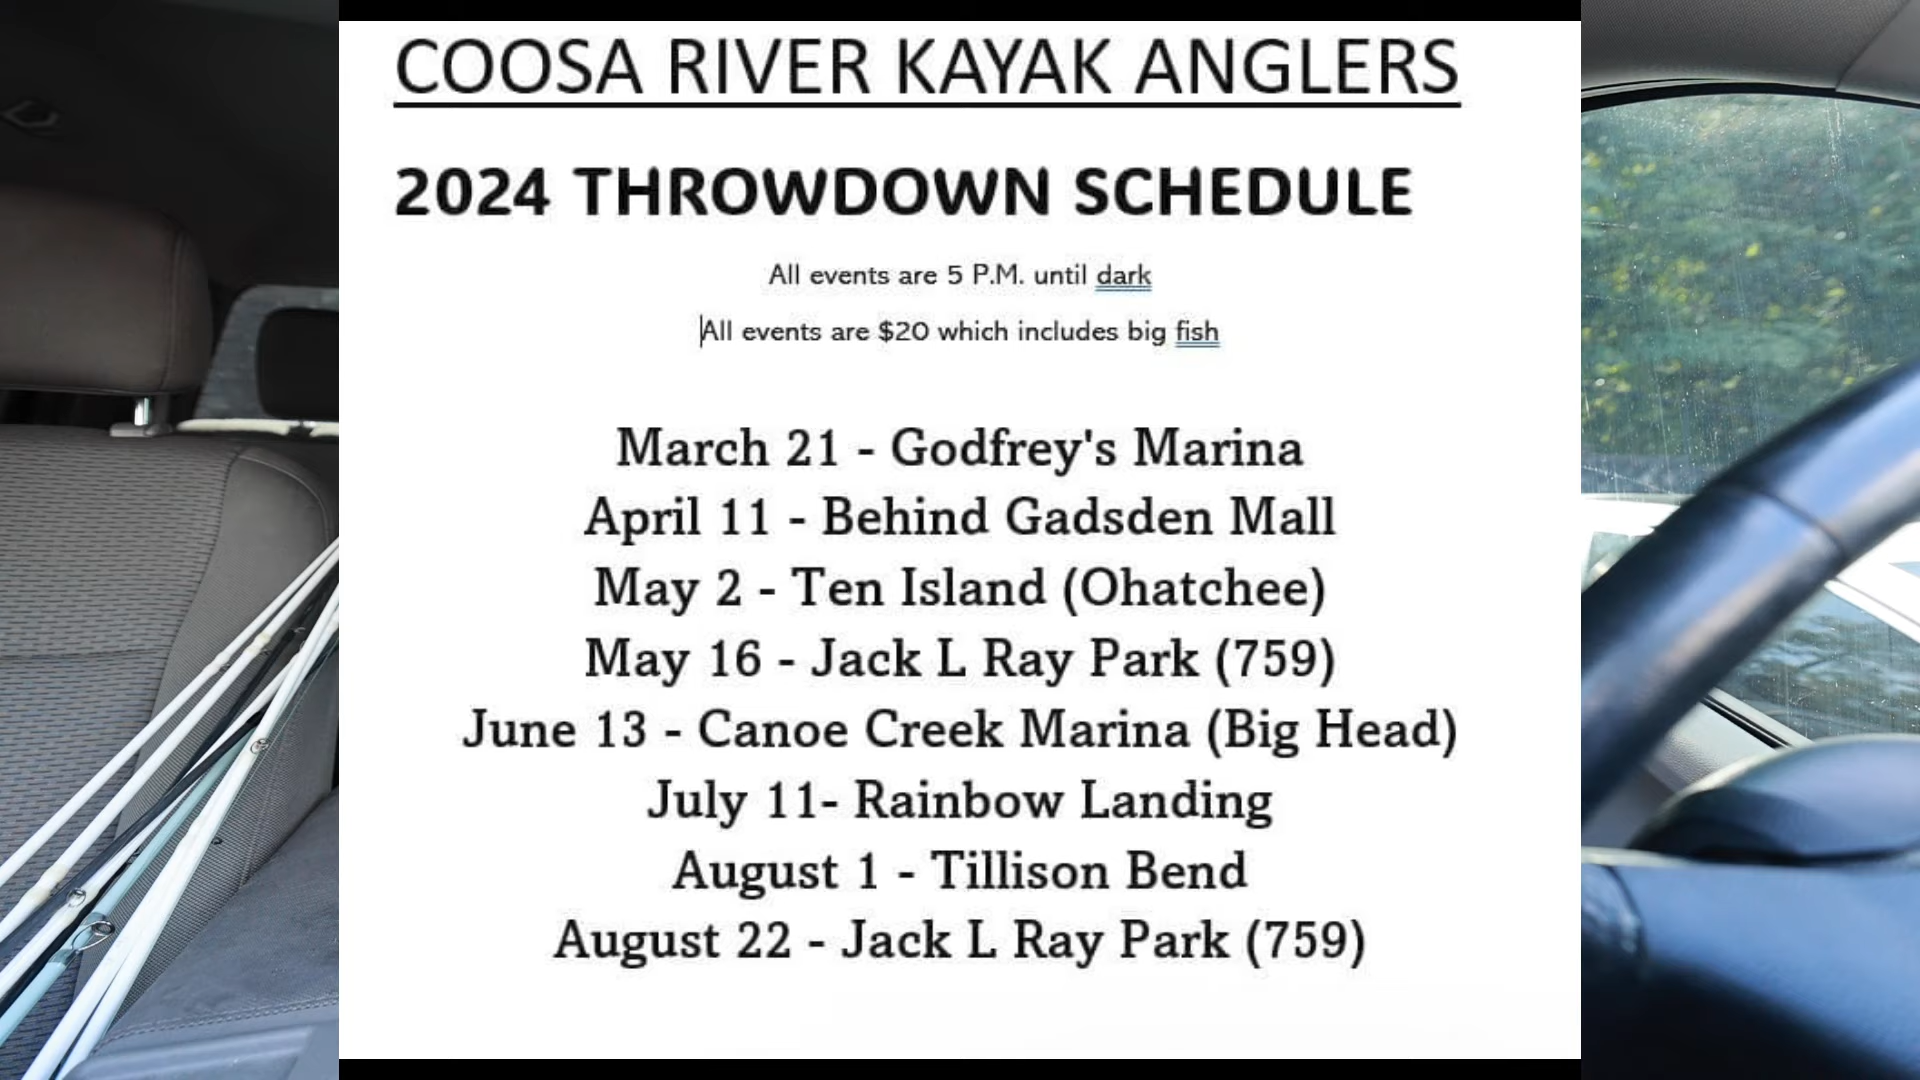 COOSA RIVER KAYAK ANGLERS
2024 THROWDOWN SCHEDULE
All events are 5 P.M. until dark
All events are $20 which includes big fish
March 21 - Godfrey's Marina
April 11 - Behind Gadsden Mall
May 2 - Ten Island (Ohatchee)
May 16 - Jack L Ray Park (759)
June 13 - Canoe Creek Marina (Big Head)
July 11- Rainbow Landing
August 1 - Tillison Bend
August 22 - Jack L Ray Park (759)